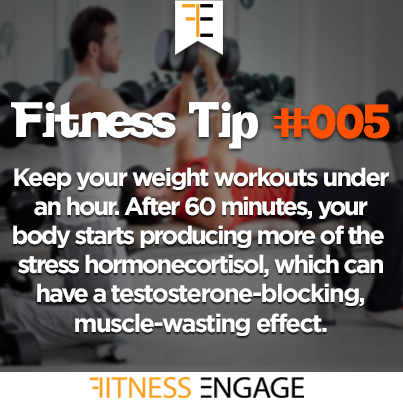 FE
Fitness Tip #005
Keep your weight workouts under
an hour. After 60 minutes, your
body starts producing more of the
stress hormonecortisol, which can
have a testosterone-blocking,
muscle-wasting effect.
FITNESS ENGAGE